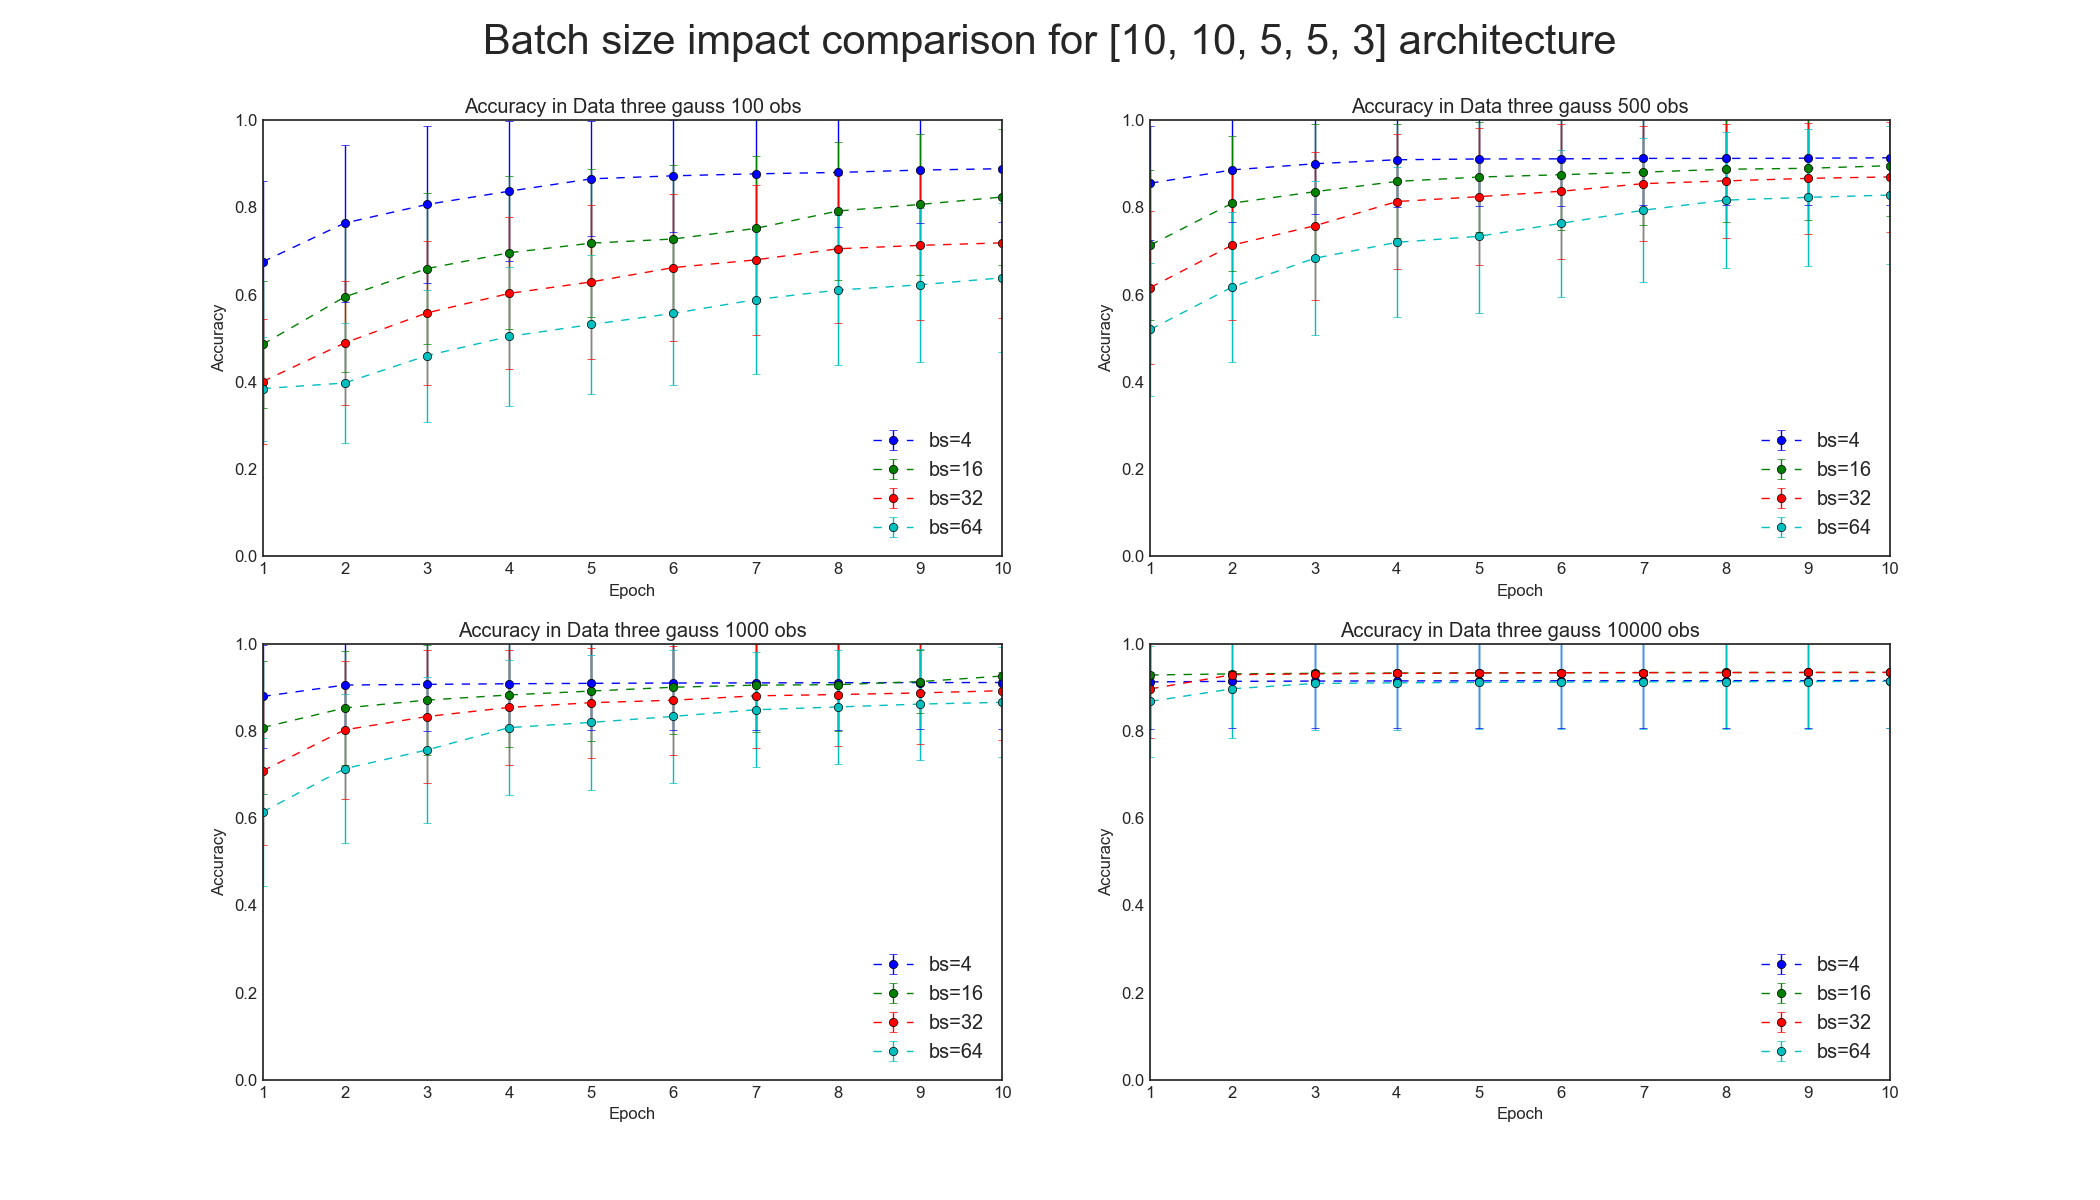 Batch size impact comparison for [10, 10, 5, 5, 3] architecture
Accuracy in Data three gauss 100 obs
1.0
0.8
0.6
0.4
0.2
0.0
Accuracy
bs=4
bs=16
bs=32
bs=64
1 2 3 4 5 6 7 8 9 10
Epoch
Accuracy in Data three gauss 500 obs
1.0
0.8
0.6
0.4
0.2
0.0
Accuracy
bs=4
bs=16
bs=32
bs=64
1 2 3 4 5 6 7 8 9 10
Epoch
Accuracy in Data three gauss 1000 obs
1.0
0.8
0.6
0.4
0.2
0.0
Accuracy
bs=4
bs=16
bs=32
bs=64
1 2 3 4 5 6 7 8 9 10
Epoch
Accuracy in Data three gauss 10000 obs
1.0
0.8
0.6
0.4
0.2
0.0
Accuracy
bs=4
bs=16
bs=32
bs=64
1 2 3 4 5 6 7 8 9 10
Epoch